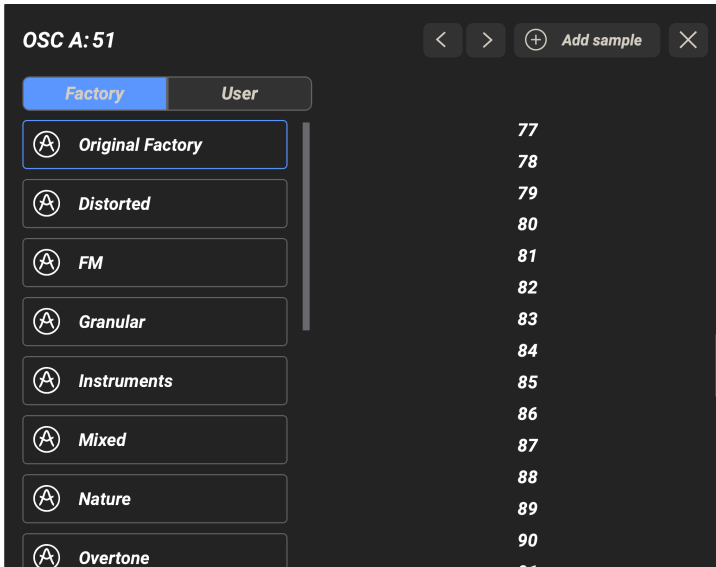 OSC A: 51
Add sample
Factory
User
Original Factory
Distorted
FM
Granular
Instruments
Mixed
Nature
Overtone
77
78
79
80
81
82
83
84
85
86
87
88
89
90